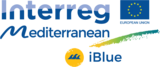 Interreg
EUROPEAN UNION
Mediterranean
iBlue